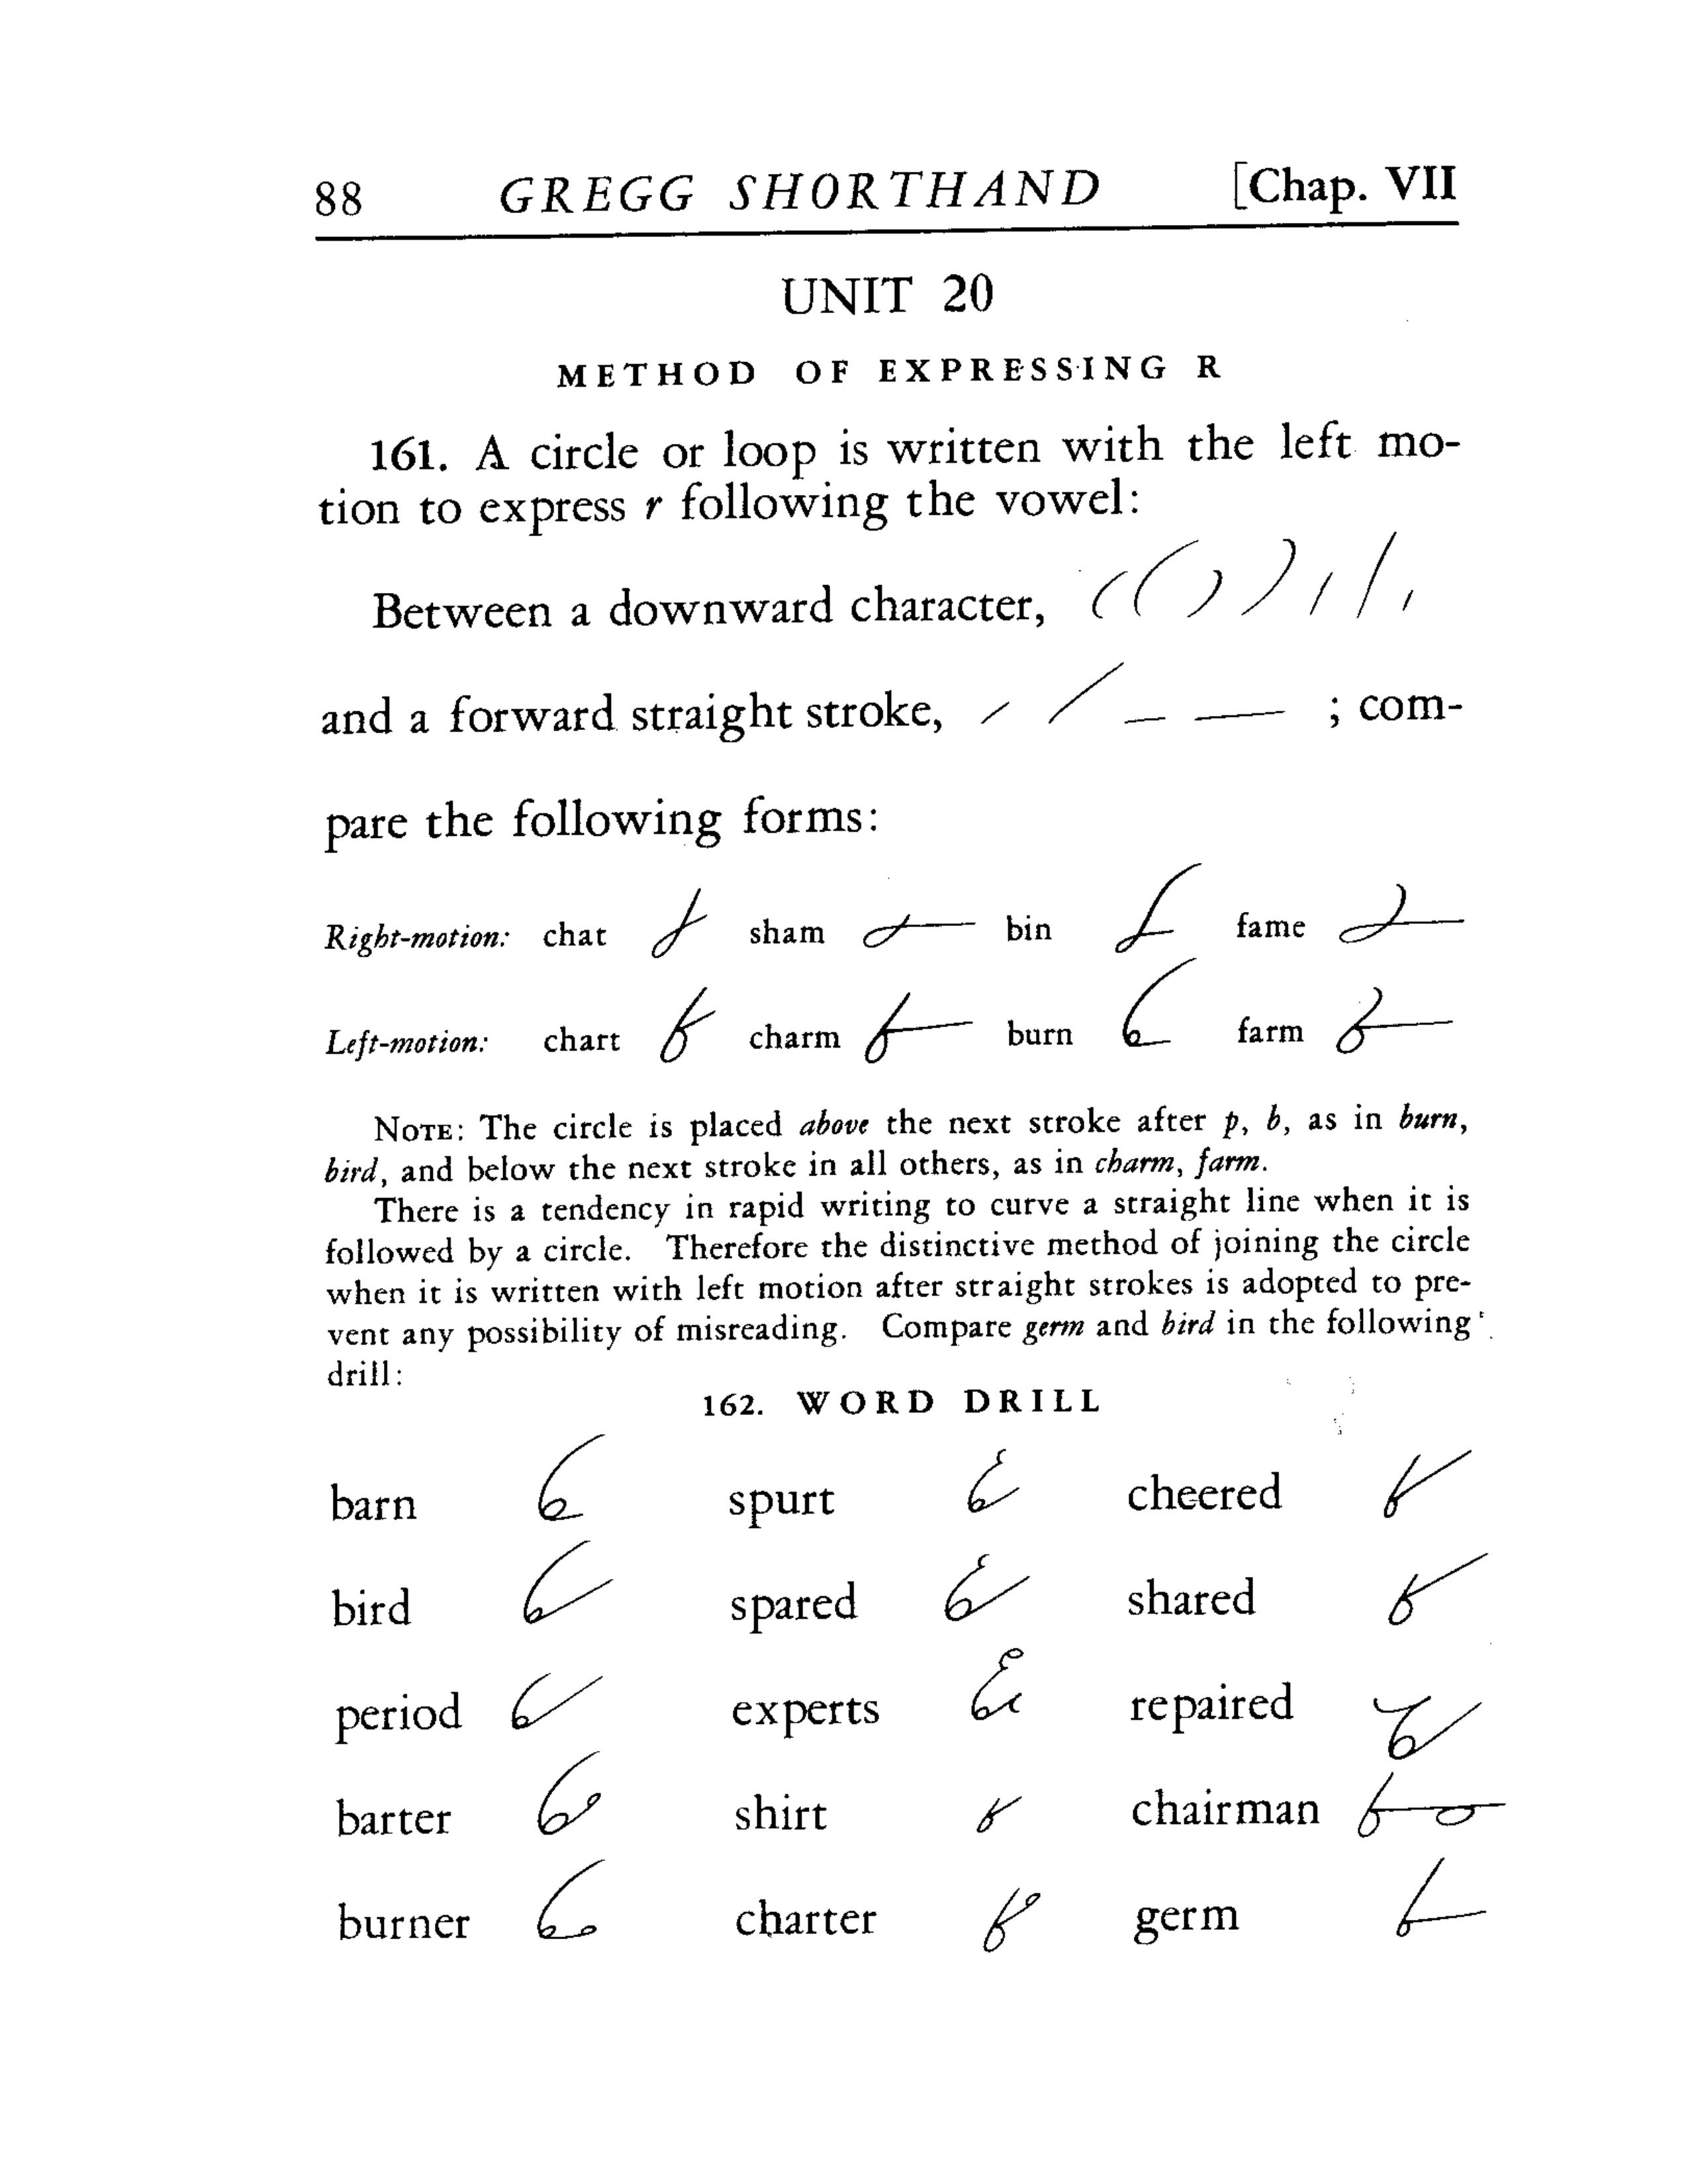 88 GREGG SHORTHAND [Chap. VII
UNIT 20
METHOD OF EXPRESSING R
161. A circle or loop is written with the left mo-
tion to express r following the vowel:
Between a downward character,
and a forward straight stroke, ; com-
pare the following forms:
Right-motion: chat sham bin fame
Left-motion: chart charm burn farm
NOTE: The circle is placed above the next stroke after p, b, as in burn,
bird, and below the next stroke in all others, as in charm, farm.
There is a tendency in rapid writing to curve a straight line when it is
followed by a circle. Therefore the distinctive method of joining the circle
when it is written with left motion after straight strokes is adopted to pre-
vent any possibility of misreading. Compare germ and bird in the following
drill:
162. WORD DRILL
barn spurt cheered
bird spared shared
period experts repaired
barter shirt chairman
burner charter germ